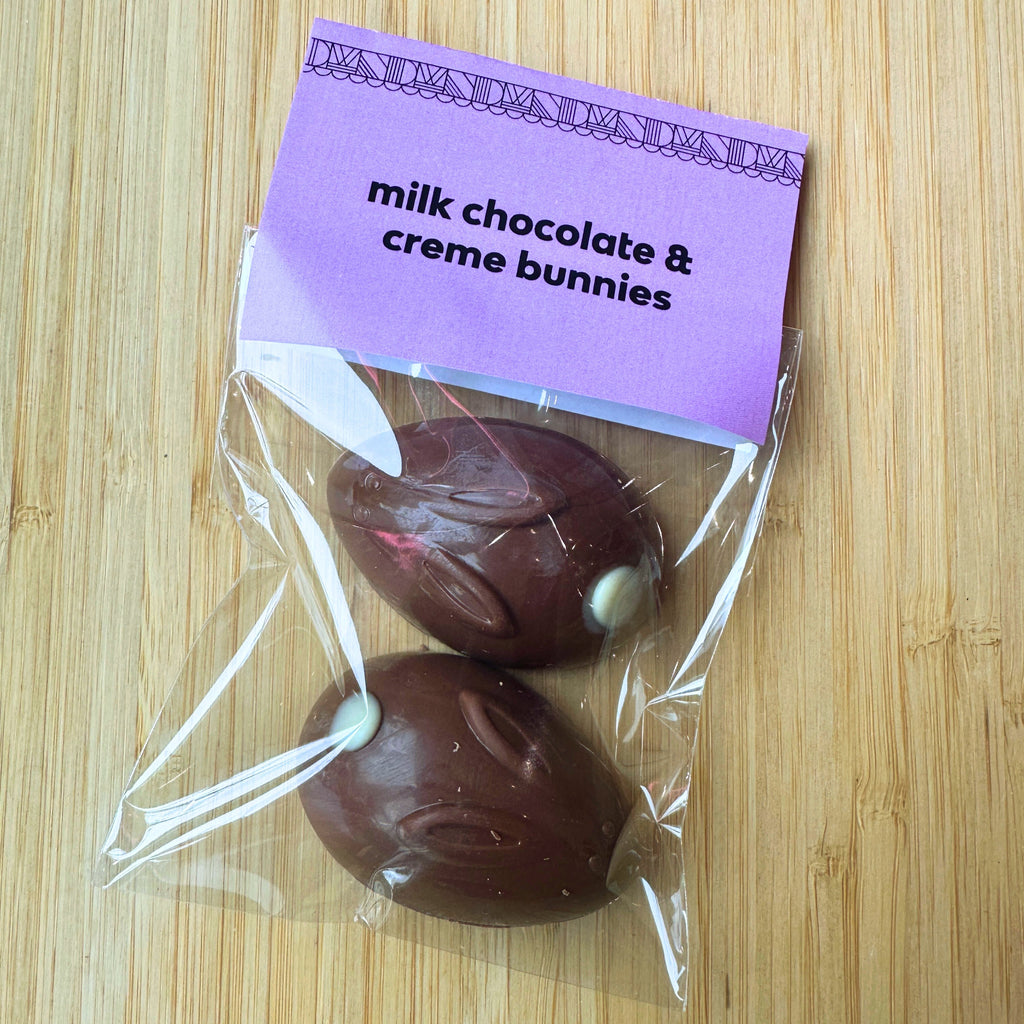 milk chocolate &
creme bunnies